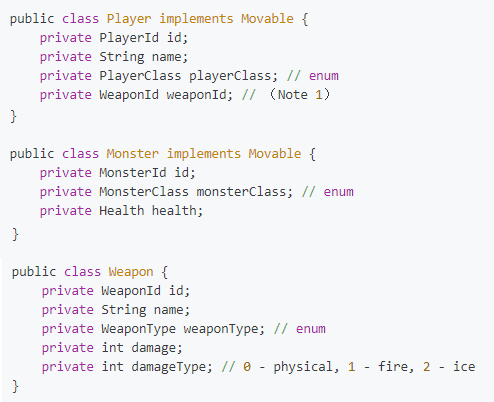 public class Player implements Movable {
    private PlayerId id;
    private String name;
    private PlayerClass playerClass; // enum
    private WeaponId weaponId; // （Note 1）
}
public class Monster implements Movable {
    private MonsterId id;
    private MonsterClass monsterClass; // enum
    private Health health;
}
public class Weapon {
    private WeaponId id;
    private String name;
    private WeaponType weaponType; // enum
    private int damage;
    private int damageType; // 0 - physical, 1 - fire, 2 - ice
}